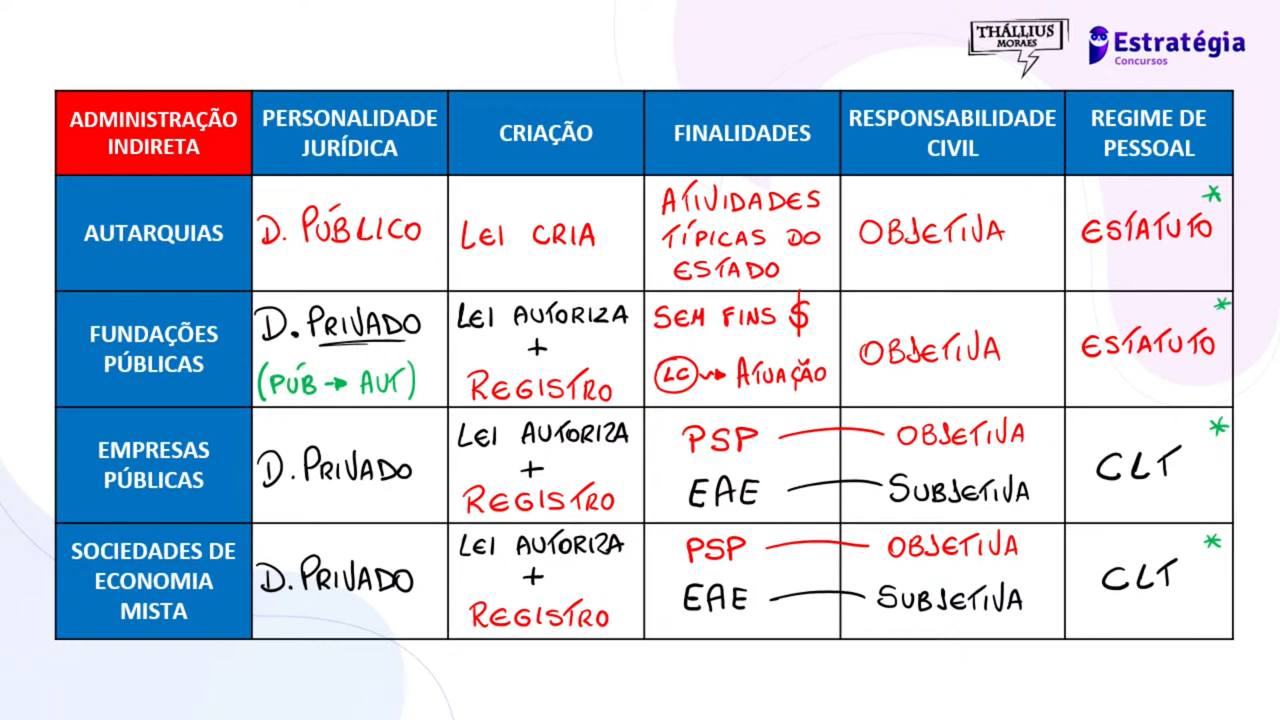 THÁLLIUS
MORAES
Estratégia
Concursos
ADMINISTRAÇÃO
INDIRETA
PERSONALIDADE
JURÍDICA
CRIAÇÃO
FINALIDADES
RESPONSABILIDADE
CIVIL
REGIME DE
PESSOAL
AUTARQUIAS
D. PÚBLICO
LEI CRIA
ATIVIDADES
TÍPICAS DO
ESTADO
OBJETIVA
ESTATUTO *
FUNDAÇÕES
PÚBLICAS
D. PRIVADO
(PÚB → AUT)
LEI AUTORIZA
+
REGISTRO
SEM FINS $
LC → ATUAÇÃO
OBJETIVA
ESTATUTO *
EMPRESAS
PÚBLICAS
D. PRIVADO
LEI AUTORIZA
+
REGISTRO
PSP — OBJETIVA
EAE — SUBJETIVA
CLT *
SOCIEDADES DE
ECONOMIA
MISTA
D. PRIVADO
LEI AUTORIZA
+
REGISTRO
PSP — OBJETIVA
EAE — SUBJETIVA
CLT *